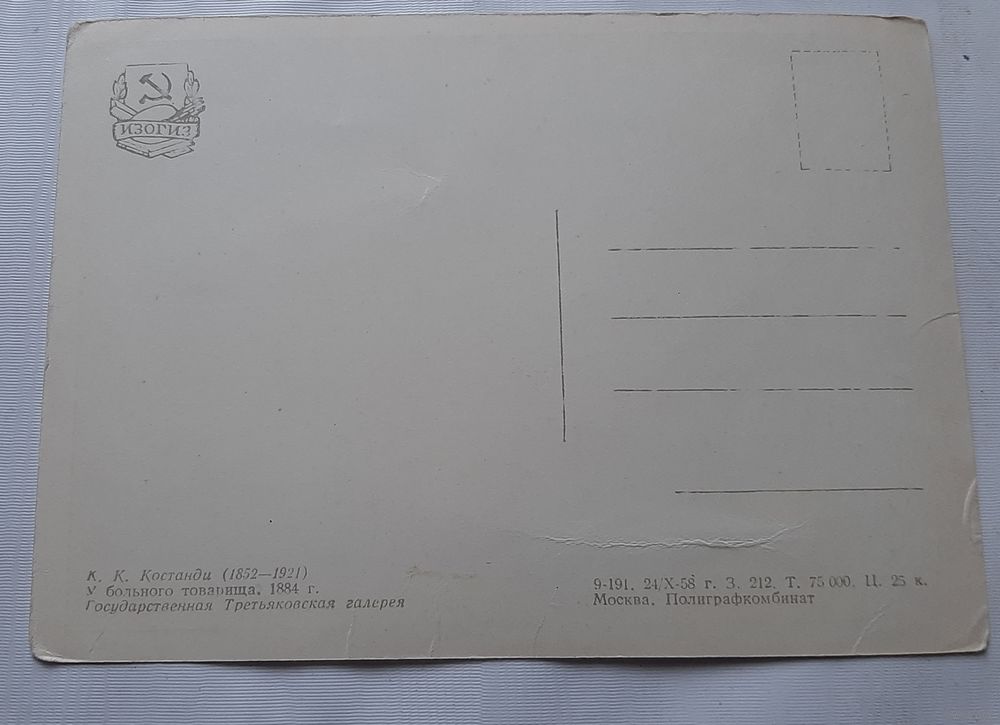 ИЗОГИЗ
К. К. Костанди (1852—1921)
У больного товарища. 1884 г.
Государственная Третьяковская галерея
9-191. 24/X-58 г. З. 212. Т. 75 000. Ц. 25 к.
Москва. Полиграфкомбинат